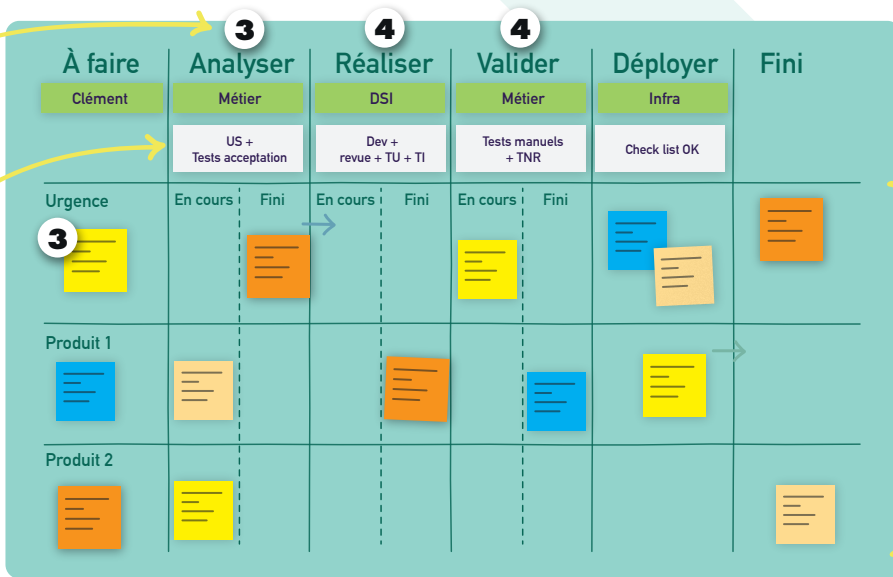 3
4
4
À faire
Analyser
Réaliser
Valider
Déployer
Fini
Clément
Métier
DSI
Métier
Infra
US +
Tests acceptation
Dev +
revue + TU + TI
Tests manuels
+ TNR
Check list OK
Urgence
En cours
Fini
En cours
Fini
En cours
Fini
3
Produit 1
Produit 2